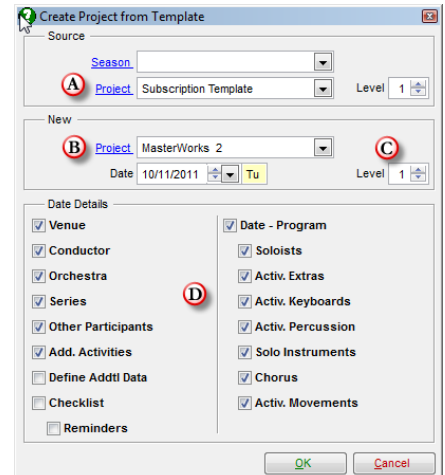 Create Project from Template
Source
Season
A Project Subscription Template Level 1
New
B Project MasterWorks 2 C
Date 10/11/2011 Tu Level 1
Date Details
Venue Date - Program
Conductor Soloists
Orchestra Activ. Extras
Series D Activ. Keyboards
Other Participants Activ. Percussion
Add. Activities Solo Instruments
Define Addtl Data Chorus
Checklist Activ. Movements
Reminders
OK Cancel